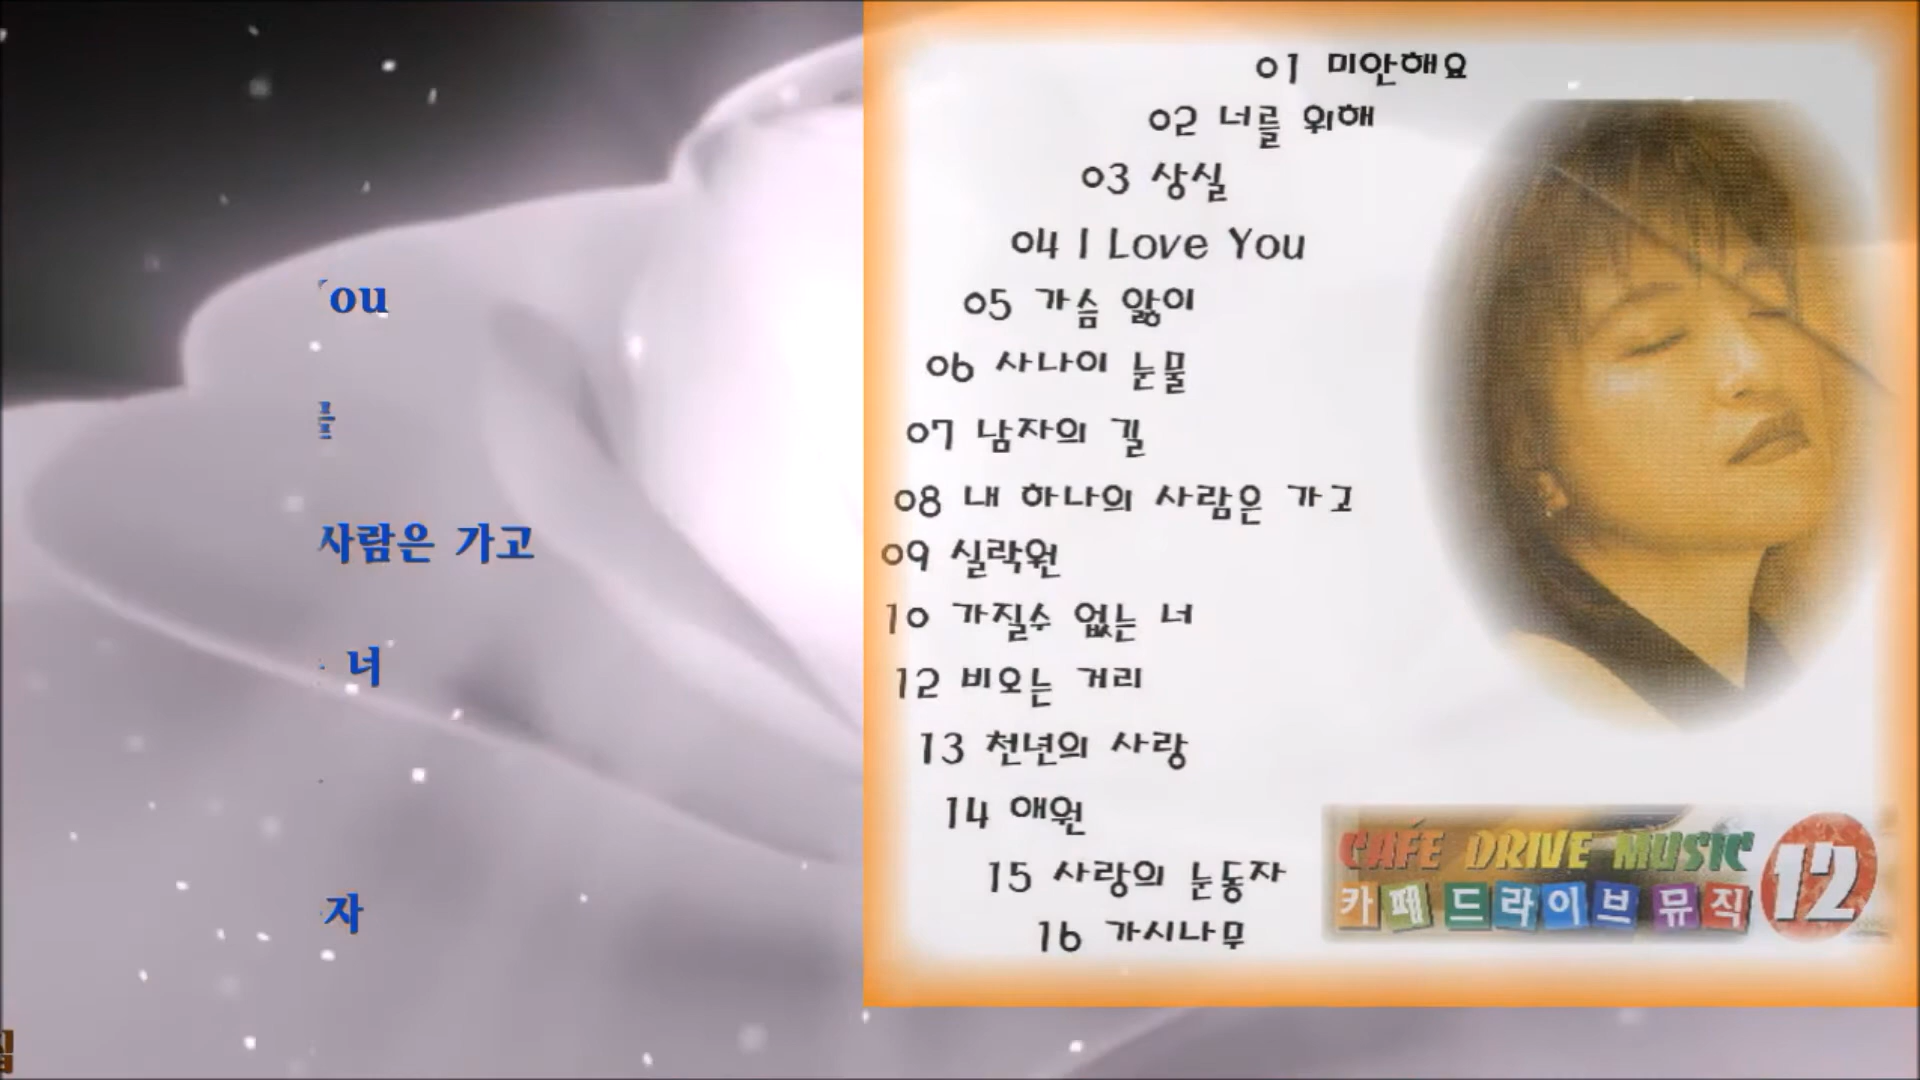 ou
를
사람은 가고
너
자
01 미안해요
02 너를 위해
03 상실
04 I Love You
05 가슴 앓이
06 사나이 눈물
07 남자의 길
08 내 하나의 사람은 가고
09 실락원
10 가질수 없는 너
12 비오는 거리
13 천년의 사랑
14 애원
15 사랑의 눈동자
16 가시나무
CAFE DRIVE MUSIC
카페 드라이브 뮤직 12